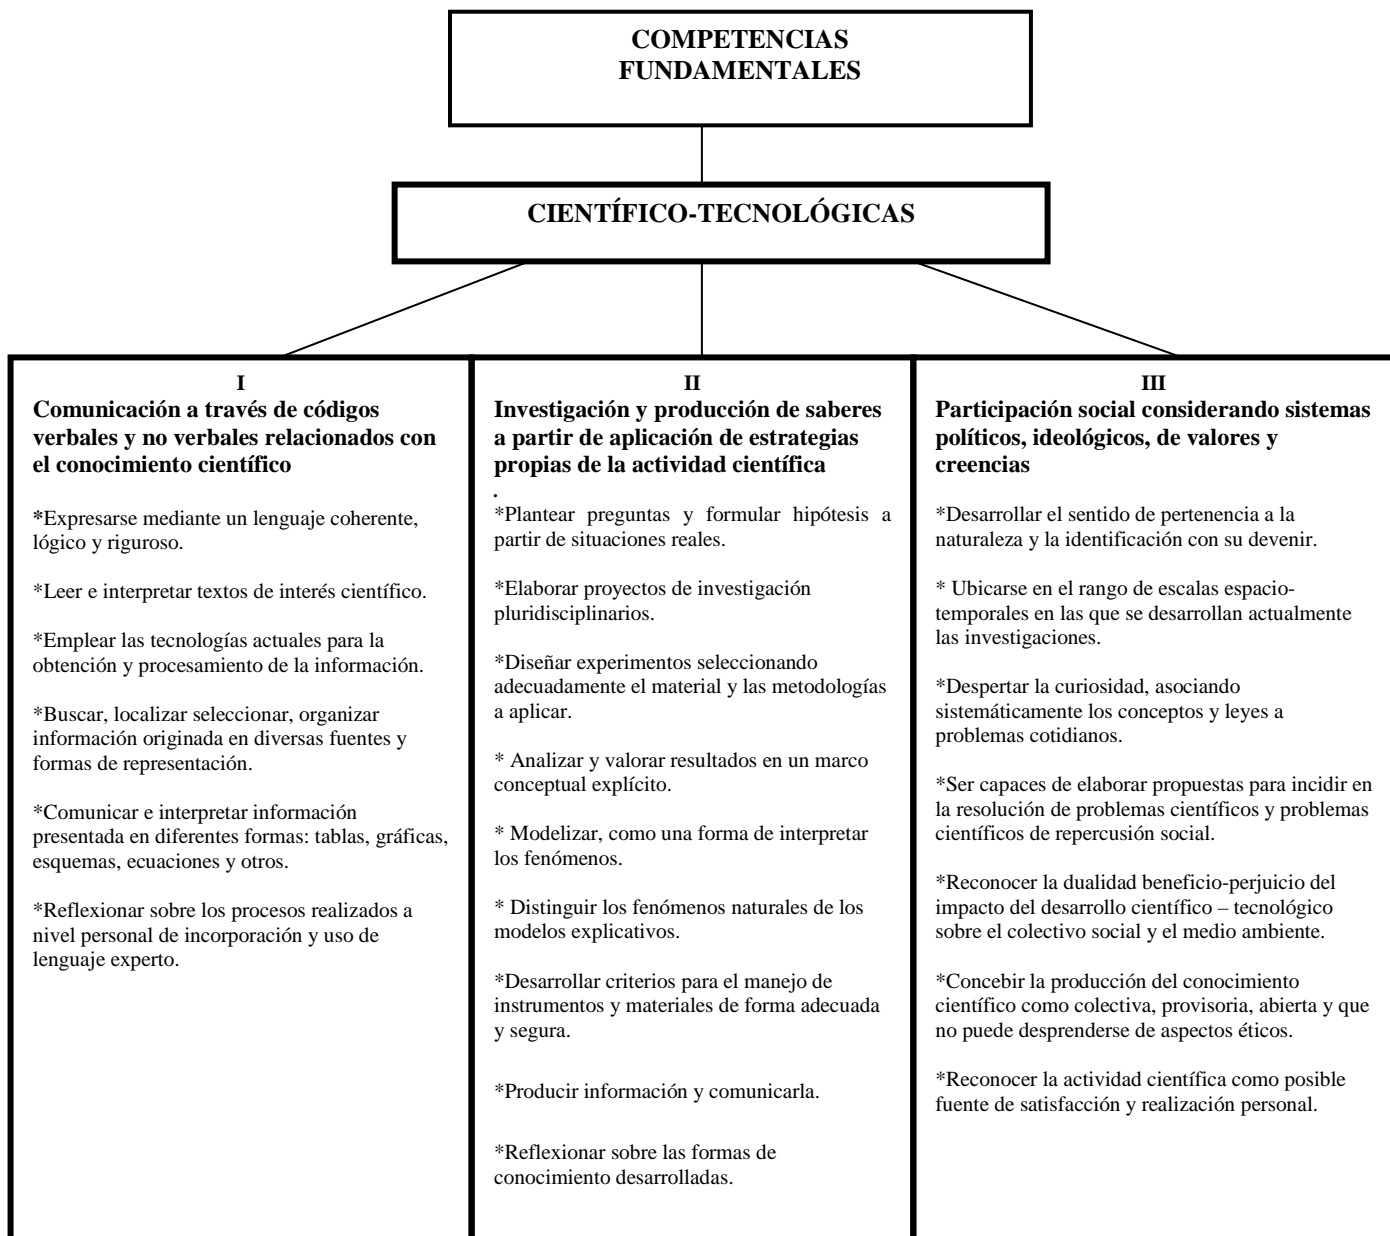 COMPETENCIAS
FUNDAMENTALES
CIENTÍFICO-TECNOLÓGICAS
I
Comunicación a través de códigos
verbales y no verbales relacionados con
el conocimiento científico
*Expresarse mediante un lenguaje coherente,
lógico y riguroso.
*Leer e interpretar textos de interés científico.
*Emplear las tecnologías actuales para la
obtención y procesamiento de la información.
*Buscar, localizar seleccionar, organizar
información originada en diversas fuentes y
formas de representación.
*Comunicar e interpretar información
presentada en diferentes formas: tablas, gráficas,
esquemas, ecuaciones y otros.
*Reflexionar sobre los procesos realizados a
nivel personal de incorporación y uso de
lenguaje experto.
II
Investigación y producción de saberes
a partir de aplicación de estrategias
propias de la actividad científica
.
*Plantear preguntas y formular hipótesis a
partir de situaciones reales.
*Elaborar proyectos de investigación
pluridisciplinarios.
*Diseñar experimentos seleccionando
adecuadamente el material y las metodologías
a aplicar.
* Analizar y valorar resultados en un marco
conceptual explícito.
* Modelizar, como una forma de interpretar
los fenómenos.
* Distinguir los fenómenos naturales de los
modelos explicativos.
*Desarrollar criterios para el manejo de
instrumentos y materiales de forma adecuada
y segura.
*Producir información y comunicarla.
*Reflexionar sobre las formas de
conocimiento desarrolladas.
III
Participación social considerando sistemas
políticos, ideológicos, de valores y
creencias
*Desarrollar el sentido de pertenencia a la
naturaleza y la identificación con su devenir.
* Ubicarse en el rango de escalas espacio-
temporales en las que se desarrollan actualmente
las investigaciones.
*Despertar la curiosidad, asociando
sistemáticamente los conceptos y leyes a
problemas cotidianos.
*Ser capaces de elaborar propuestas para incidir en
la resolución de problemas científicos y problemas
científicos de repercusión social.
*Reconocer la dualidad beneficio-perjuicio del
impacto del desarrollo científico – tecnológico
sobre el colectivo social y el medio ambiente.
*Concebir la producción del conocimiento
científico como colectiva, provisoria, abierta y que
no puede desprenderse de aspectos éticos.
*Reconocer la actividad científica como posible
fuente de satisfacción y realización personal.